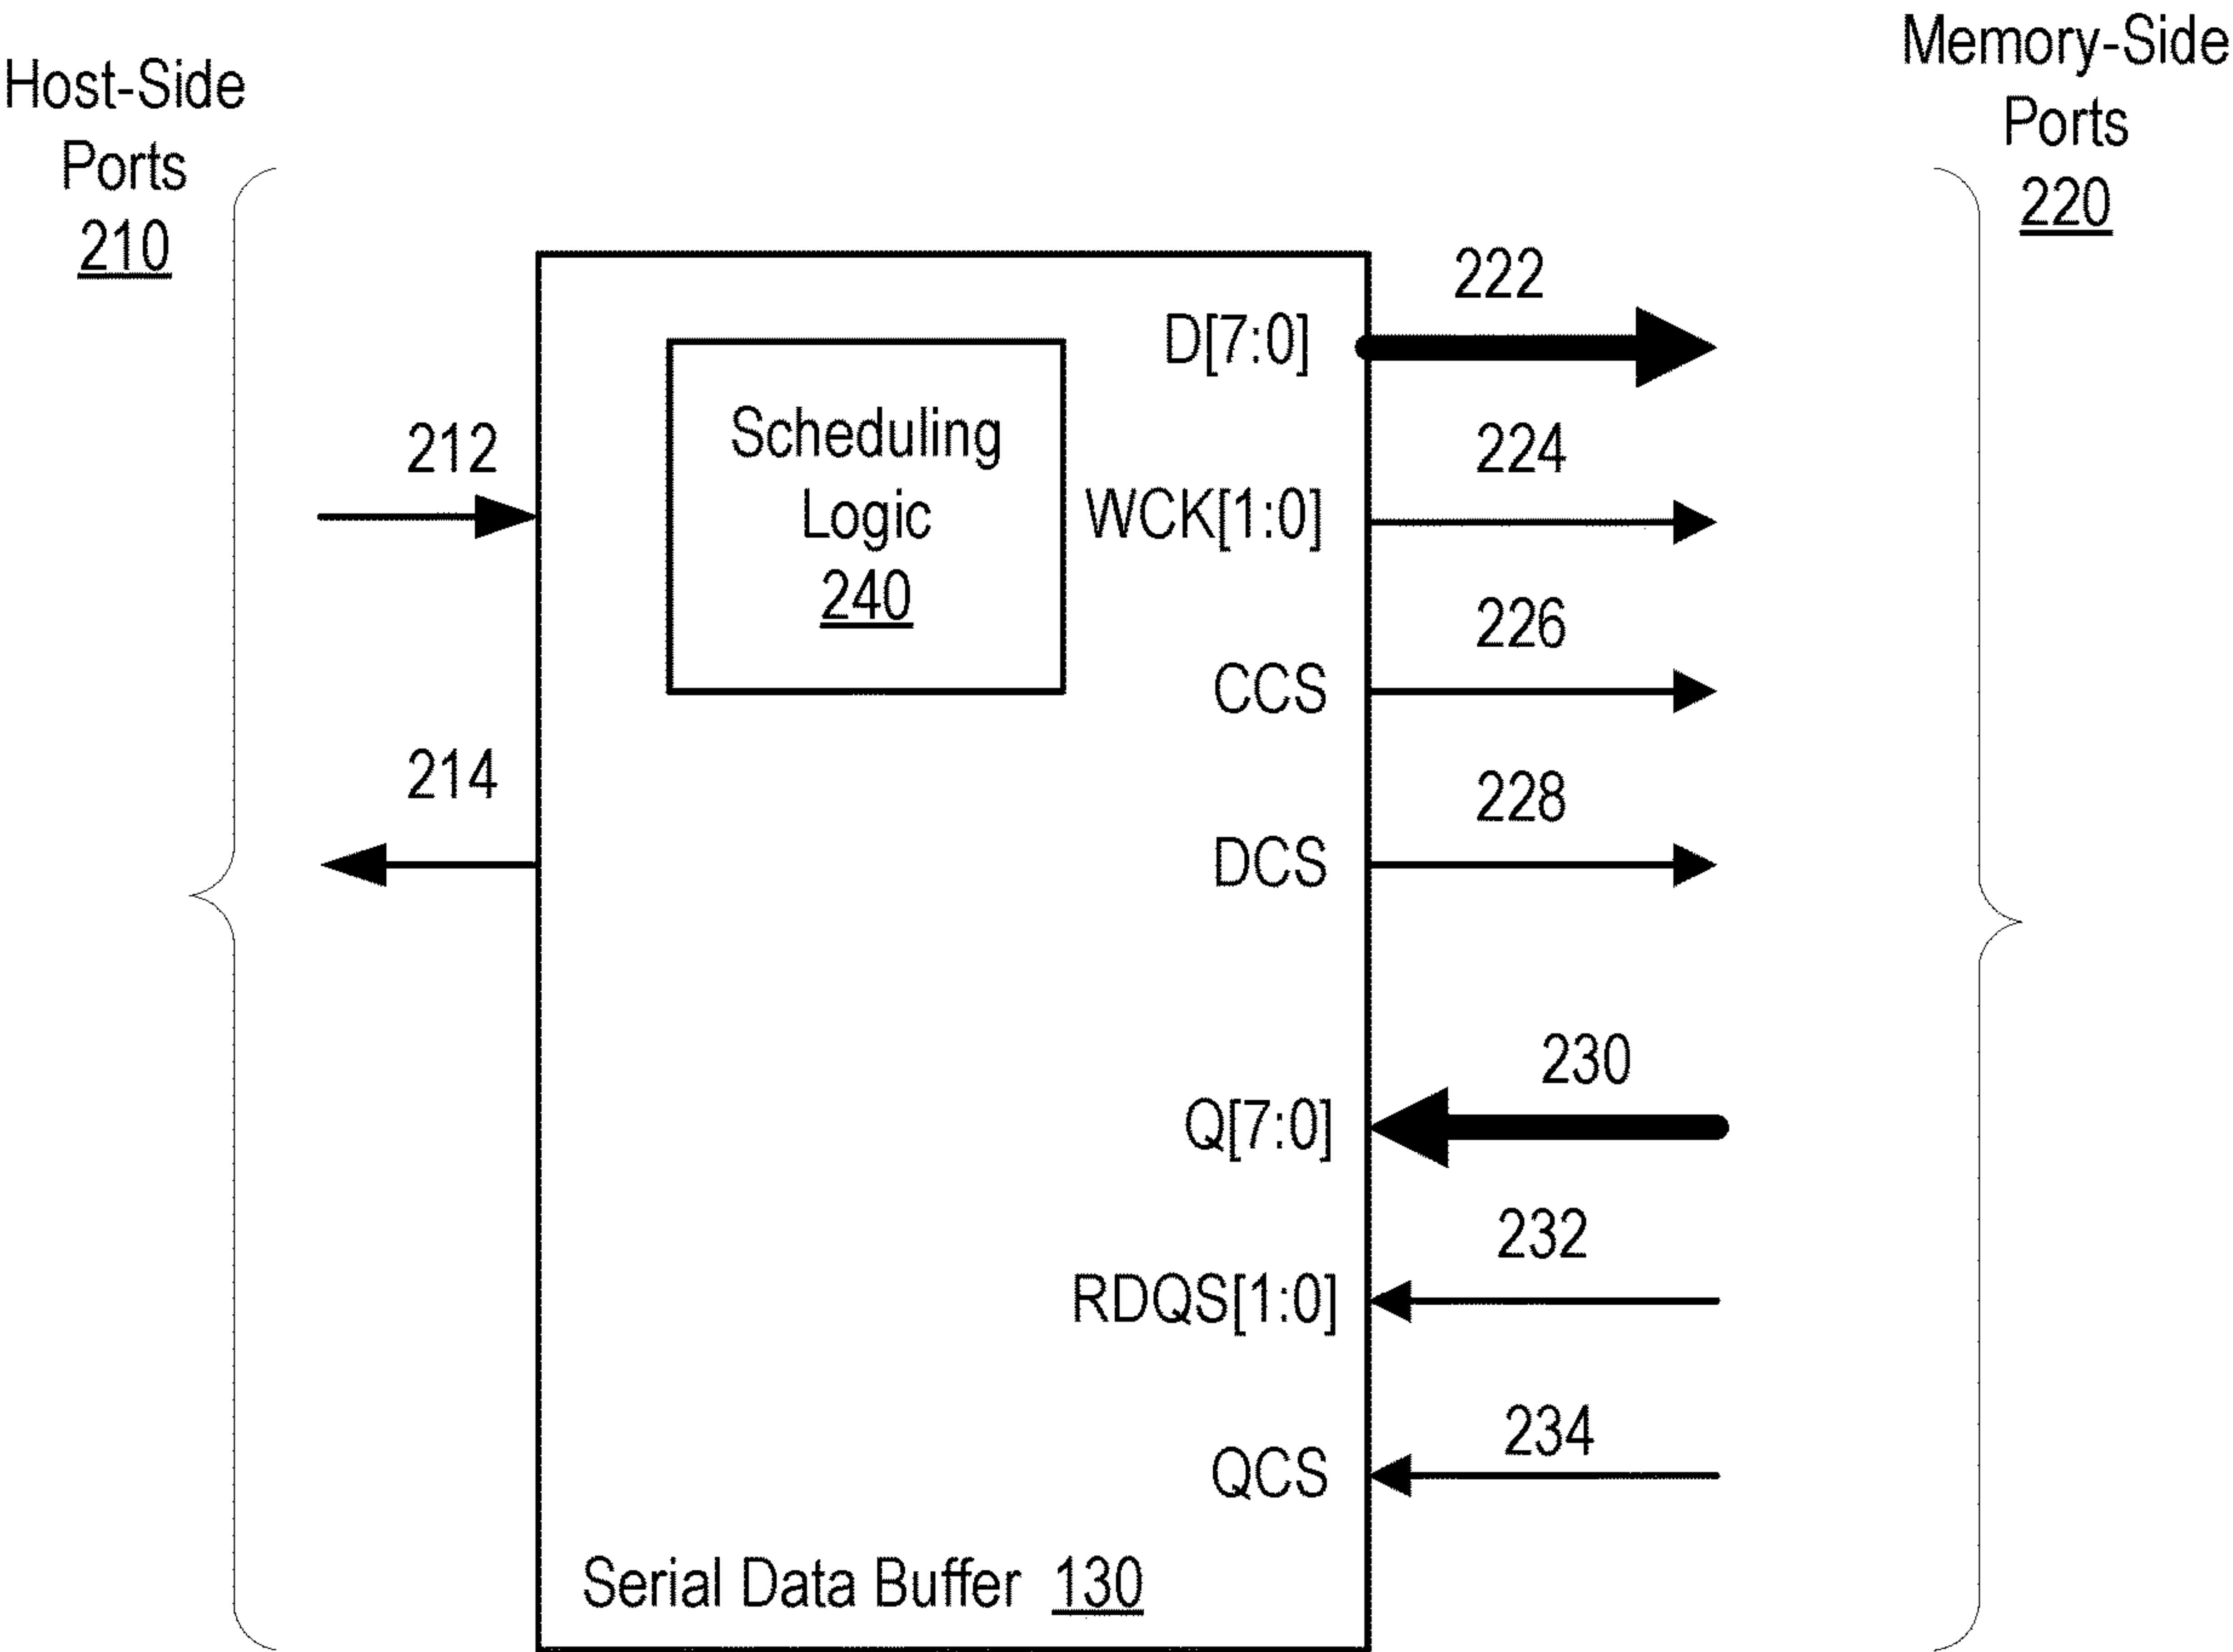 Host-Side
Ports
210
Memory-Side
Ports
220
212
214
Scheduling
Logic
240
D[7:0]
222
WCK[1:0]
224
CCS
226
DCS
228
Q[7:0]
230
RDQS[1:0]
232
QCS
234
Serial Data Buffer 130